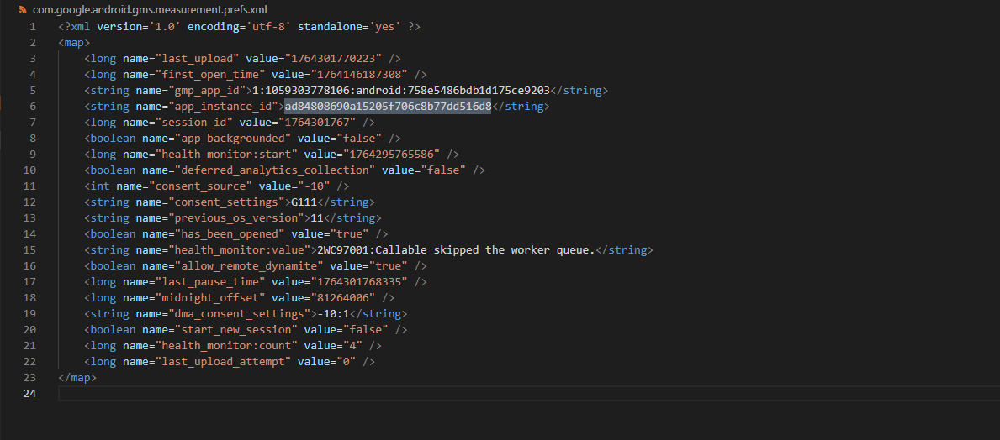 com.google.android.gms.measurement.prefs.xml
1 <?xml version='1.0' encoding='utf-8' standalone='yes' ?>
2 <map>
3 <long name="last_upload" value="1764301770223" />
4 <long name="first_open_time" value="1764146187308" />
5 <string name="gmp_app_id">1:1059303778106:android:758e5486bdb1d175ce9203</string>
6 <string name="app_instance_id">ad84808690a15205f706c8b77dd516d8</string>
7 <long name="session_id" value="1764301767" />
8 <boolean name="app_backgrounded" value="false" />
9 <long name="health_monitor:start" value="1764295765586" />
10 <boolean name="deferred_analytics_collection" value="false" />
11 <int name="consent_source" value="-10" />
12 <string name="consent_settings">G111</string>
13 <string name="previous_os_version">11</string>
14 <boolean name="has_been_opened" value="true" />
15 <string name="health_monitor:value">2WC97001:Callable skipped the worker queue.</string>
16 <boolean name="allow_remote_dynamite" value="true" />
17 <long name="last_pause_time" value="1764301768335" />
18 <long name="midnight_offset" value="81264006" />
19 <string name="dma_consent_settings">-10:1</string>
20 <boolean name="start_new_session" value="false" />
21 <long name="health_monitor:count" value="4" />
22 <long name="last_upload_attempt" value="0" />
23 </map>
24